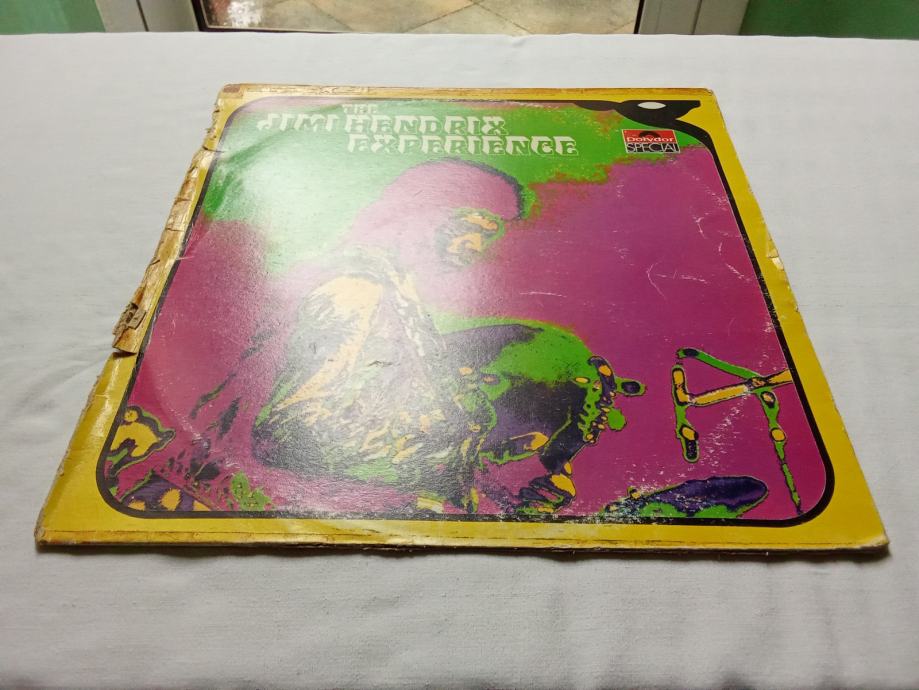 THE
JIMI HENDRIX
EXPERIENCE
Polydor
SPECIAL